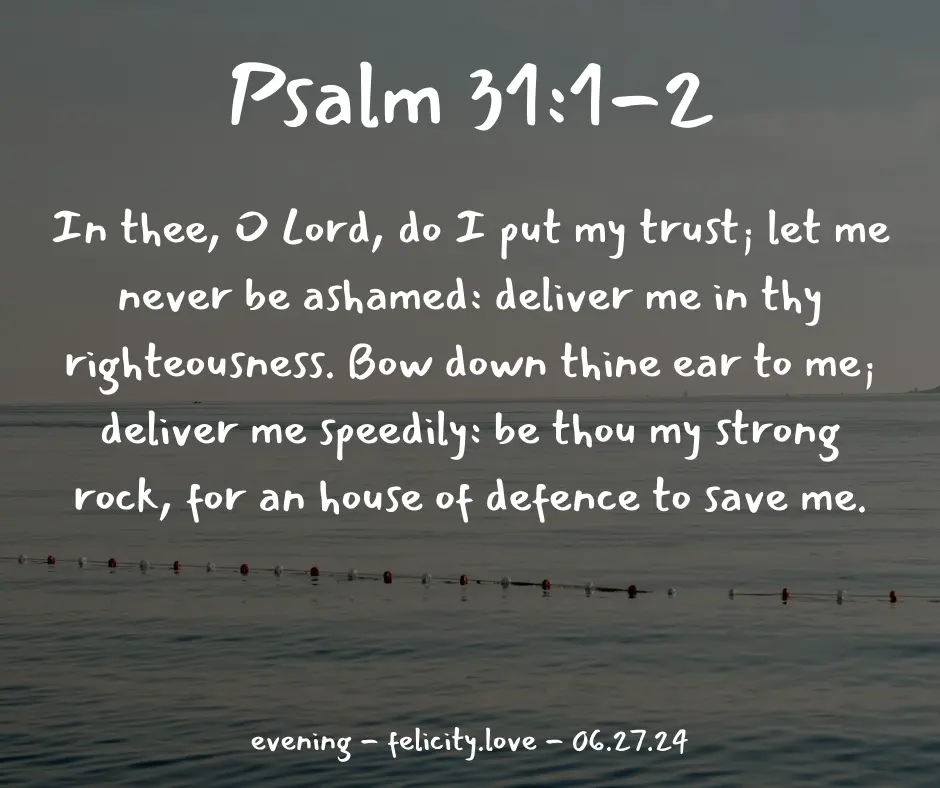 Psalm 31:1-2
In thee, O Lord, do I put my trust; let me
never be ashamed: deliver me in thy
righteousness. Bow down thine ear to me;
deliver me speedily: be thou my strong
rock, for an house of defence to save me.
evening - felicity.love - 06.27.24